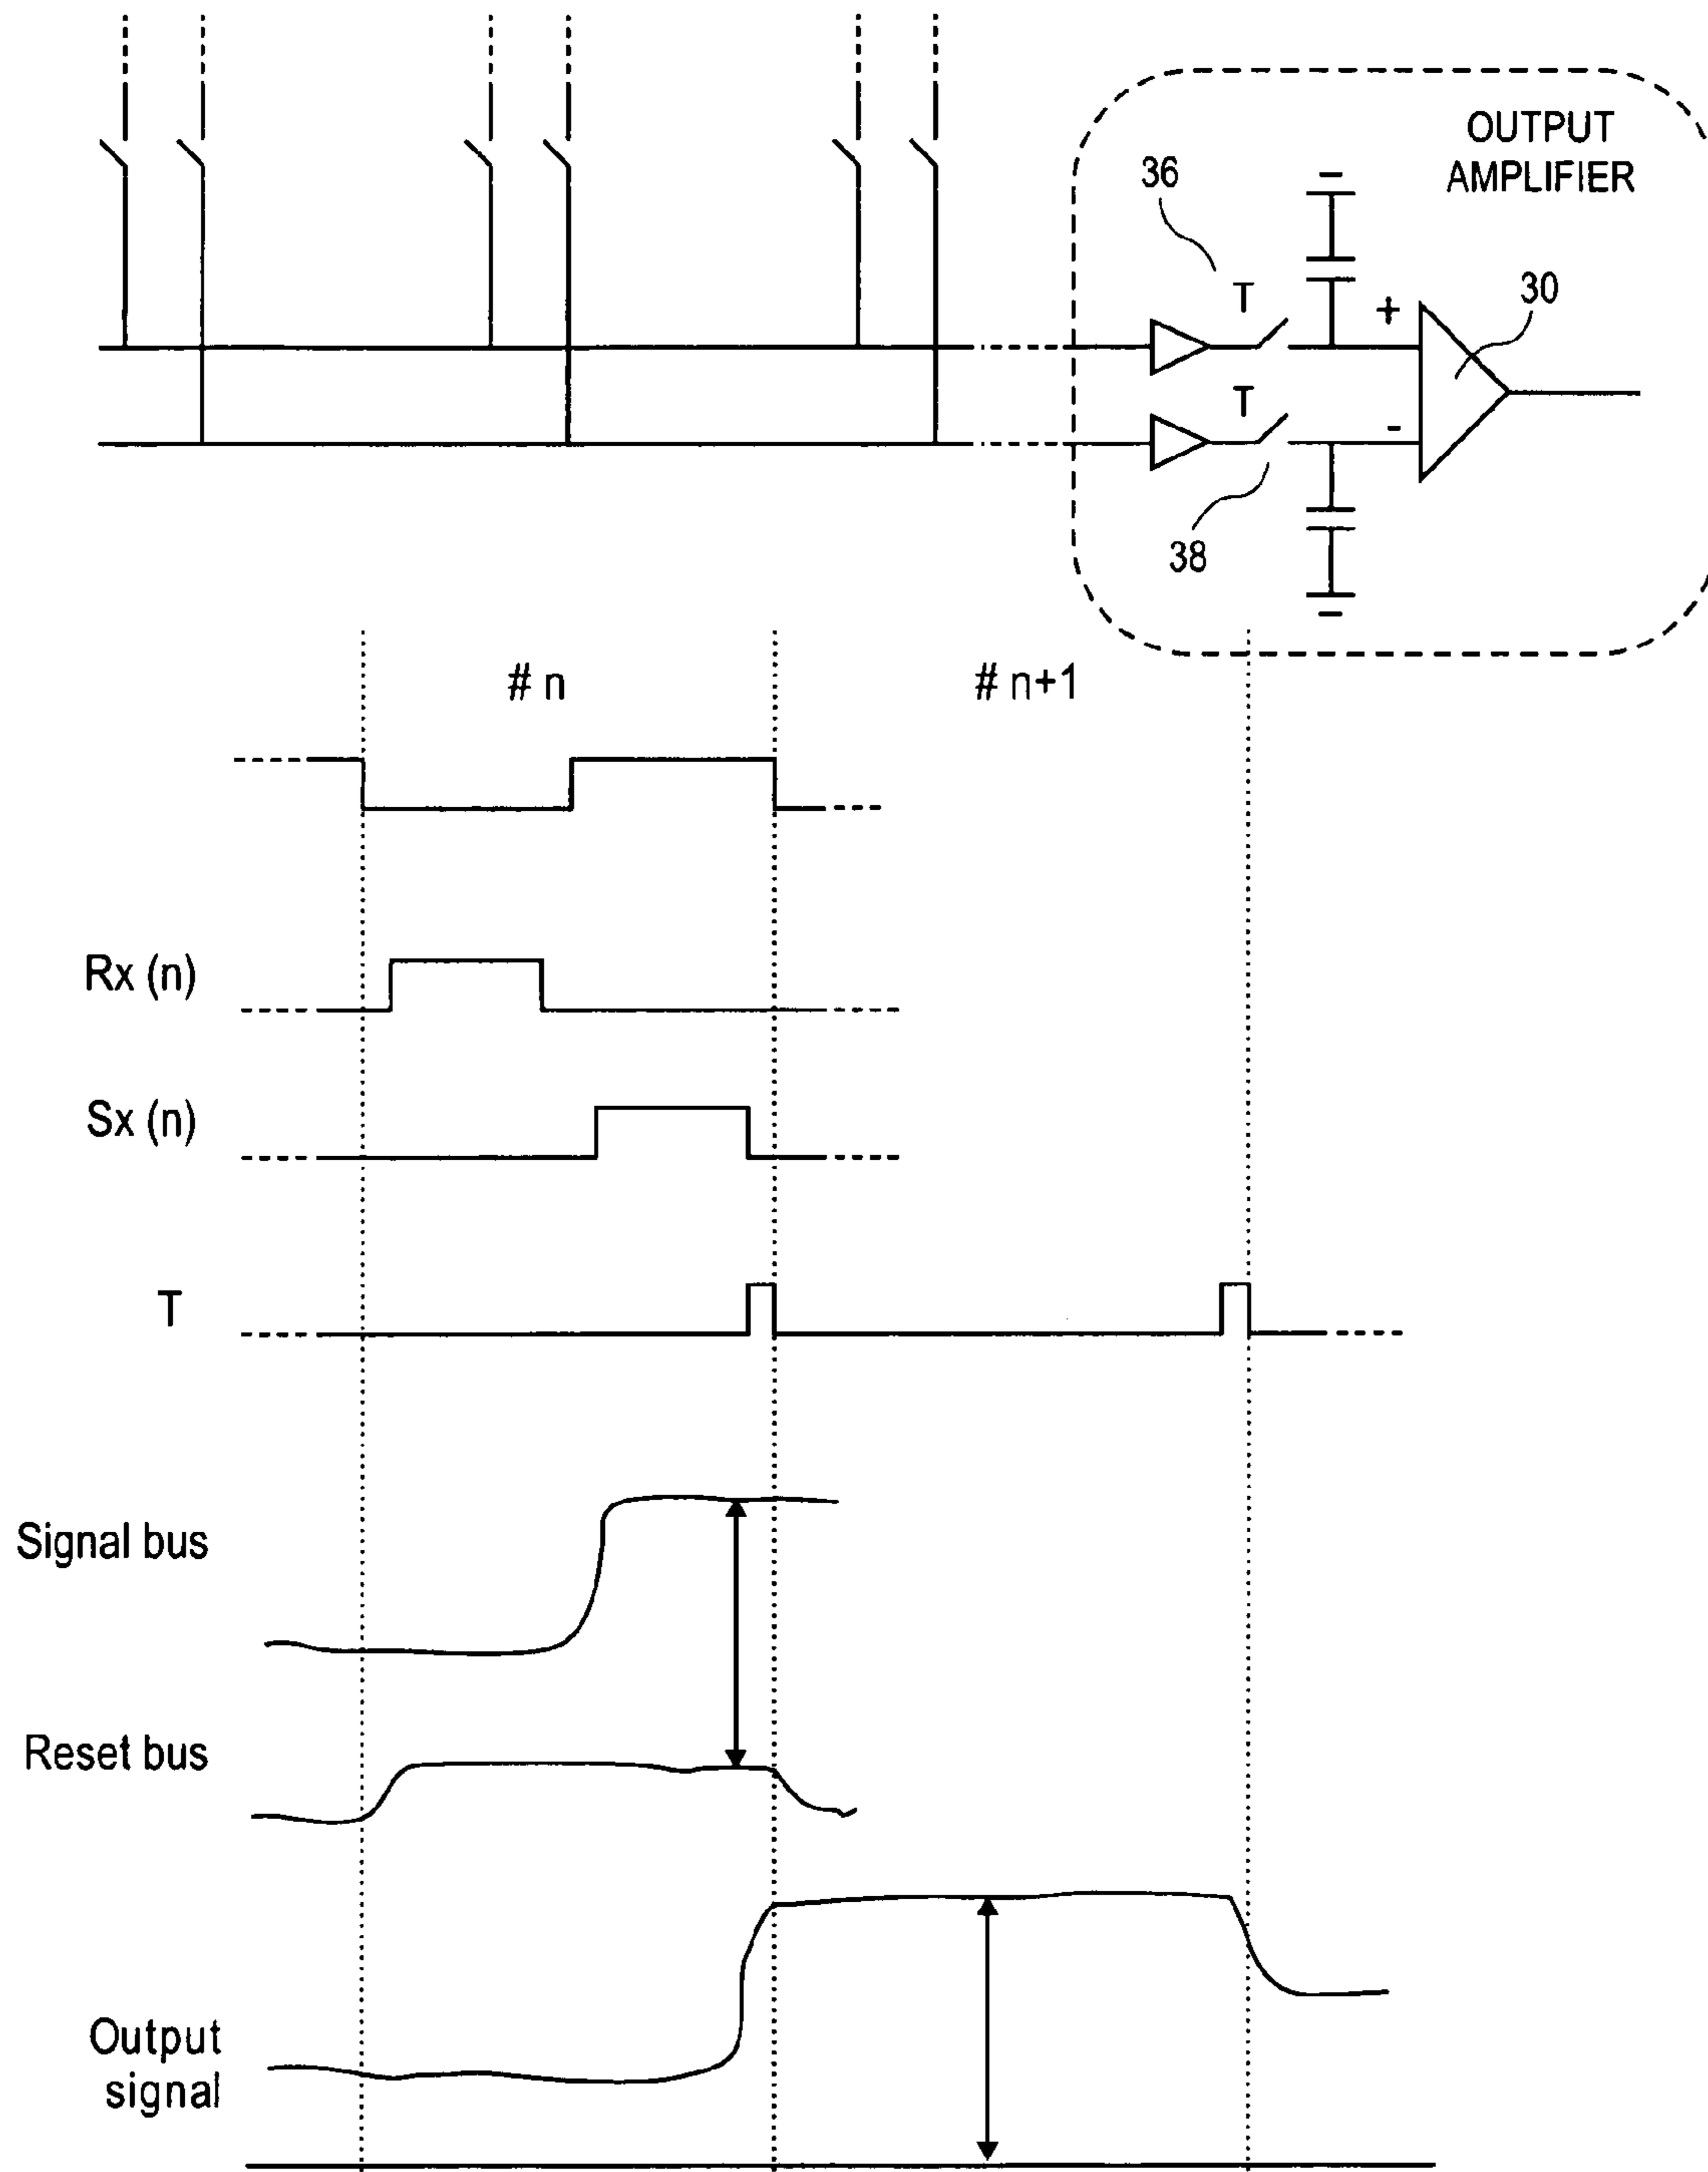 OUTPUT
AMPLIFIER
36
T
+
30
T
-
38
# n
# n+1
Rx (n)
Sx (n)
T
Signal bus
Reset bus
Output
signal